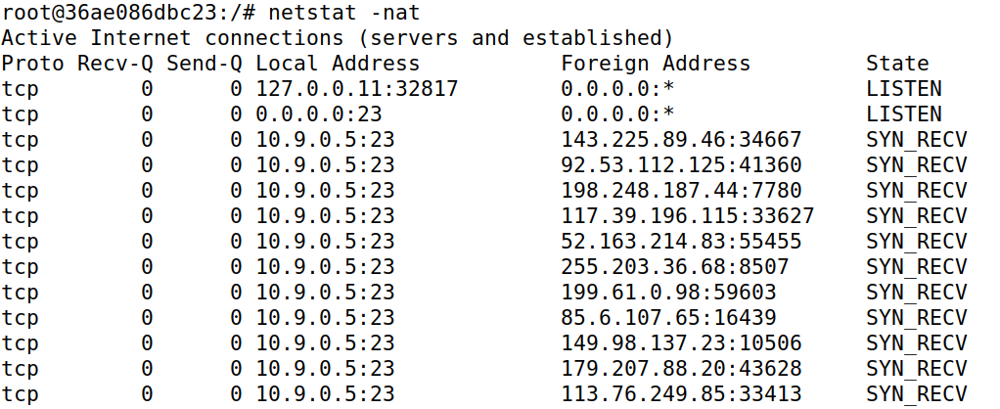 root@36ae086dbc23:/# netstat -nat
Active Internet connections (servers and established)
Proto Recv-Q Send-Q Local Address           Foreign Address         State
tcp        0      0 127.0.0.11:32817        0.0.0.0:*               LISTEN
tcp        0      0 0.0.0.0:23              0.0.0.0:*               LISTEN
tcp        0      0 10.9.0.5:23             143.225.89.46:34667     SYN_RECV
tcp        0      0 10.9.0.5:23             92.53.112.125:41360     SYN_RECV
tcp        0      0 10.9.0.5:23             198.248.187.44:7780     SYN_RECV
tcp        0      0 10.9.0.5:23             117.39.196.115:33627    SYN_RECV
tcp        0      0 10.9.0.5:23             52.163.214.83:55455     SYN_RECV
tcp        0      0 10.9.0.5:23             255.203.36.68:8507      SYN_RECV
tcp        0      0 10.9.0.5:23             199.61.0.98:59603       SYN_RECV
tcp        0      0 10.9.0.5:23             85.6.107.65:16439       SYN_RECV
tcp        0      0 10.9.0.5:23             149.98.137.23:10506     SYN_RECV
tcp        0      0 10.9.0.5:23             179.207.88.20:43628     SYN_RECV
tcp        0      0 10.9.0.5:23             113.76.249.85:33413     SYN_RECV